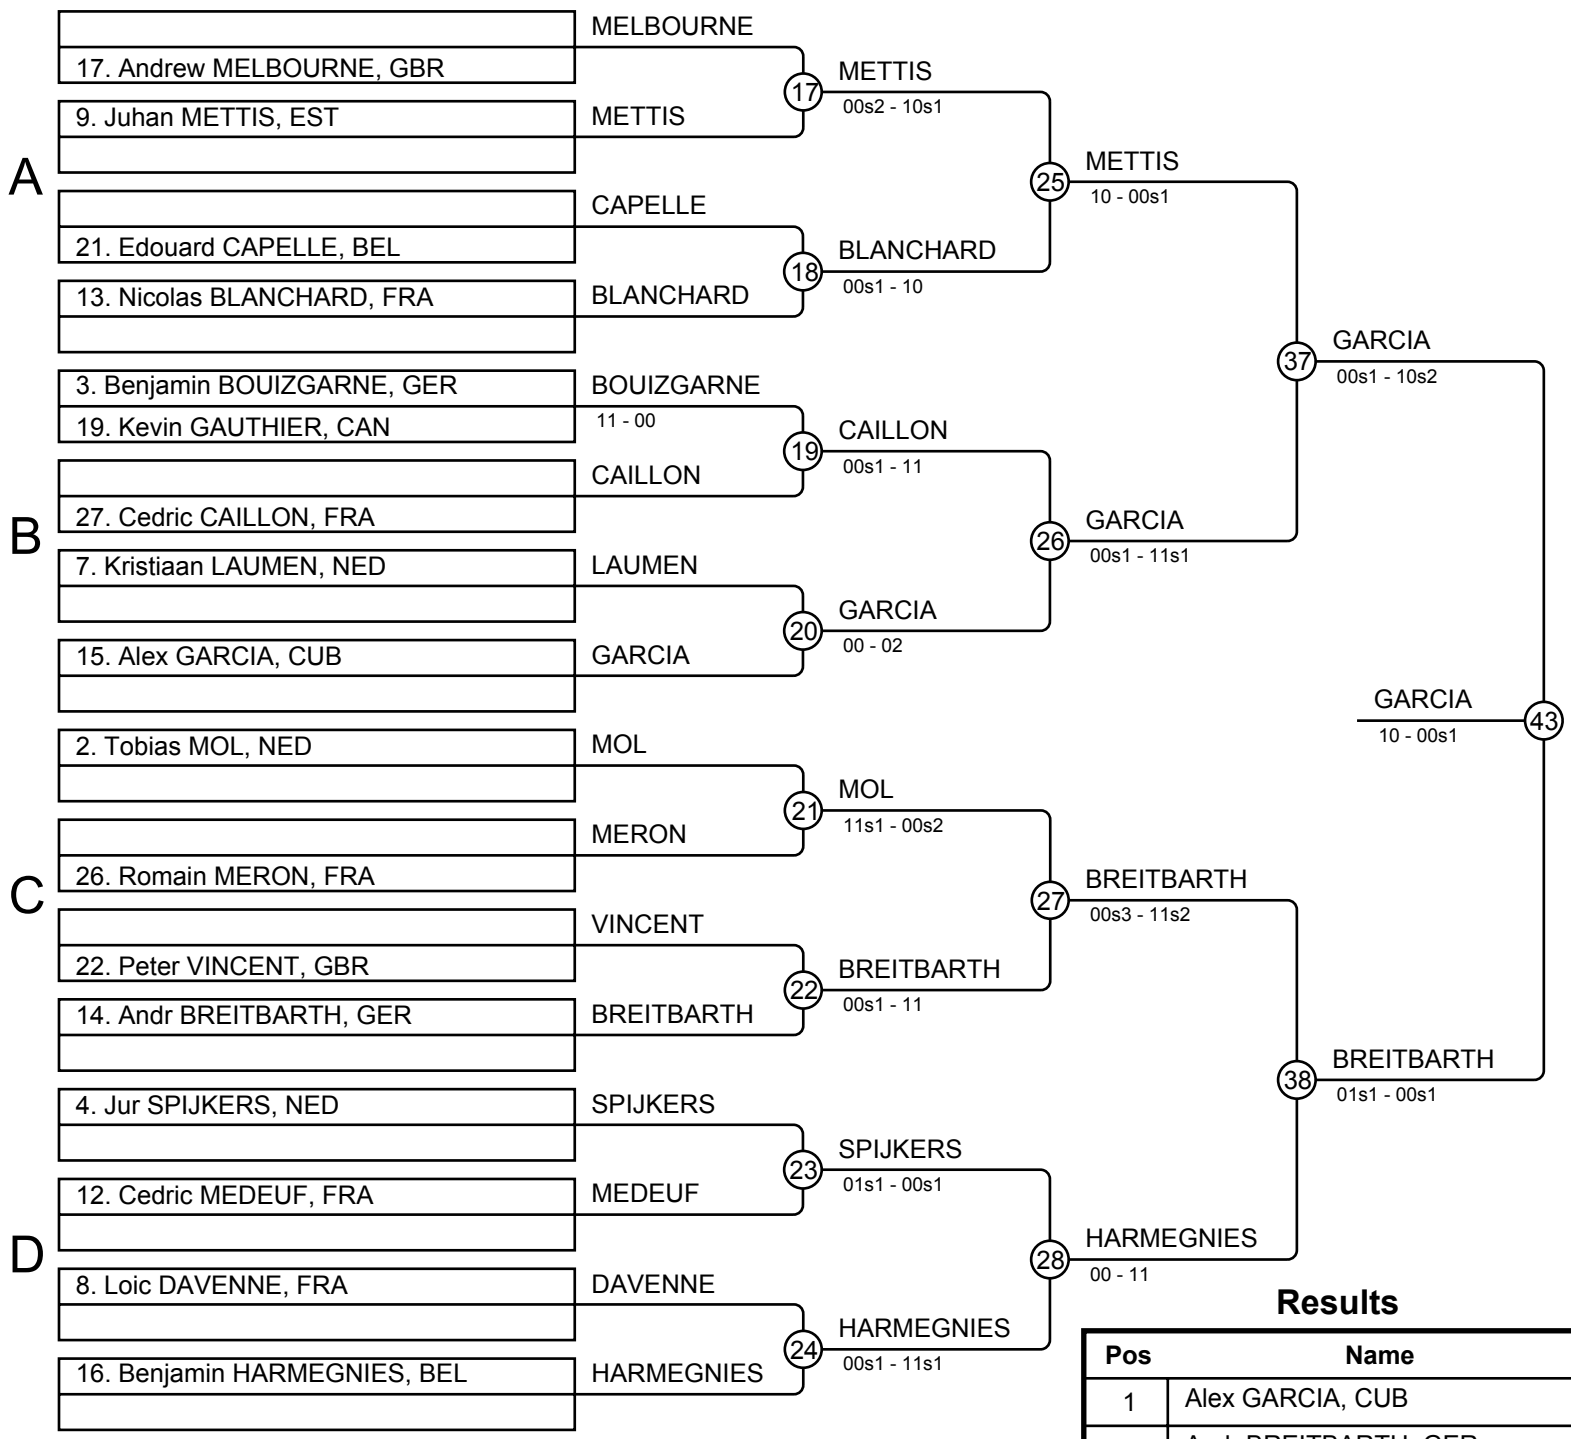 MELBOURNE
17. Andrew MELBOURNE, GBR
METTIS
17
00s2 - 10s1
9. Juhan METTIS, EST
METTIS
A
METTIS
25
10 - 00s1
CAPELLE
21. Edouard CAPELLE, BEL
BLANCHARD
18
00s1 - 10
13. Nicolas BLANCHARD, FRA
BLANCHARD
GARCIA
37
00s1 - 10s2
3. Benjamin BOUIZGARNE, GER
BOUIZGARNE
19. Kevin GAUTHIER, CAN
11 - 00
CAILLON
19
00s1 - 11
CAILLON
27. Cedric CAILLON, FRA
B
GARCIA
26
00s1 - 11s1
7. Kristiaan LAUMEN, NED
LAUMEN
GARCIA
20
00 - 02
15. Alex GARCIA, CUB
GARCIA
GARCIA
43
10 - 00s1
2. Tobias MOL, NED
MOL
MOL
21
11s1 - 00s2
MERON
26. Romain MERON, FRA
C
BREITBARTH
27
00s3 - 11s2
VINCENT
22. Peter VINCENT, GBR
BREITBARTH
22
00s1 - 11
14. Andr BREITBARTH, GER
BREITBARTH
BREITBARTH
38
01s1 - 00s1
4. Jur SPIJKERS, NED
SPIJKERS
SPIJKERS
23
01s1 - 00s1
12. Cedric MEDEUF, FRA
MEDEUF
D
HARMEGNIES
28
00 - 11
8. Loic DAVENNE, FRA
DAVENNE
HARMEGNIES
24
00s1 - 11s1
16. Benjamin HARMEGNIES, BEL
HARMEGNIES
Results
Pos Name
1 Alex GARCIA, CUB